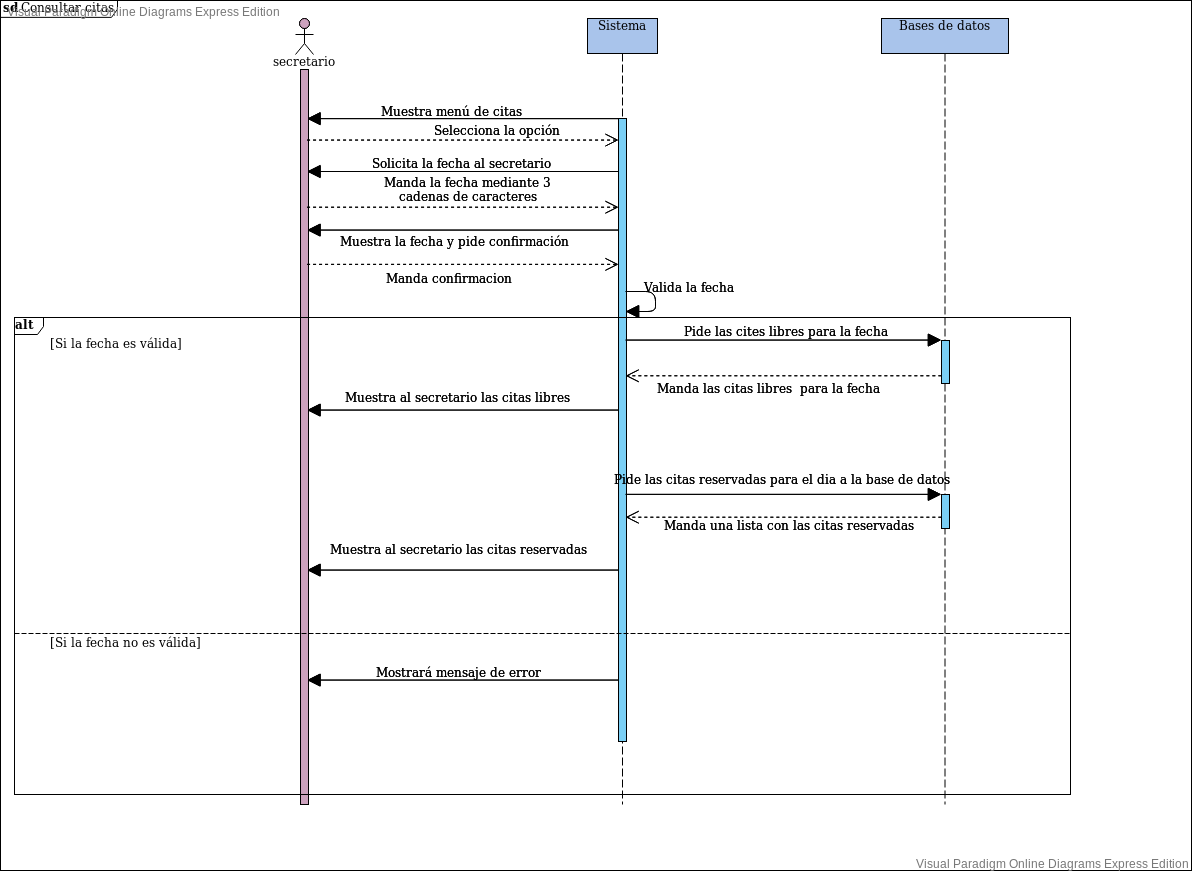 sd Consultar citas
Visual Paradigm Online Diagrams Express Edition
Sistema
Bases de datos
secretario
Muestra menú de citas
Selecciona la opción
Solicita la fecha al secretario
Manda la fecha mediante 3
cadenas de caracteres
Muestra la fecha y pide confirmación
Manda confirmacion
Valida la fecha
alt
[Si la fecha es válida]
Pide las cites libres para la fecha
Manda las citas libres  para la fecha
Muestra al secretario las citas libres
Pide las citas reservadas para el dia a la base de datos
Manda una lista con las citas reservadas
Muestra al secretario las citas reservadas
[Si la fecha no es válida]
Mostrará mensaje de error
Visual Paradigm Online Diagrams Express Edition